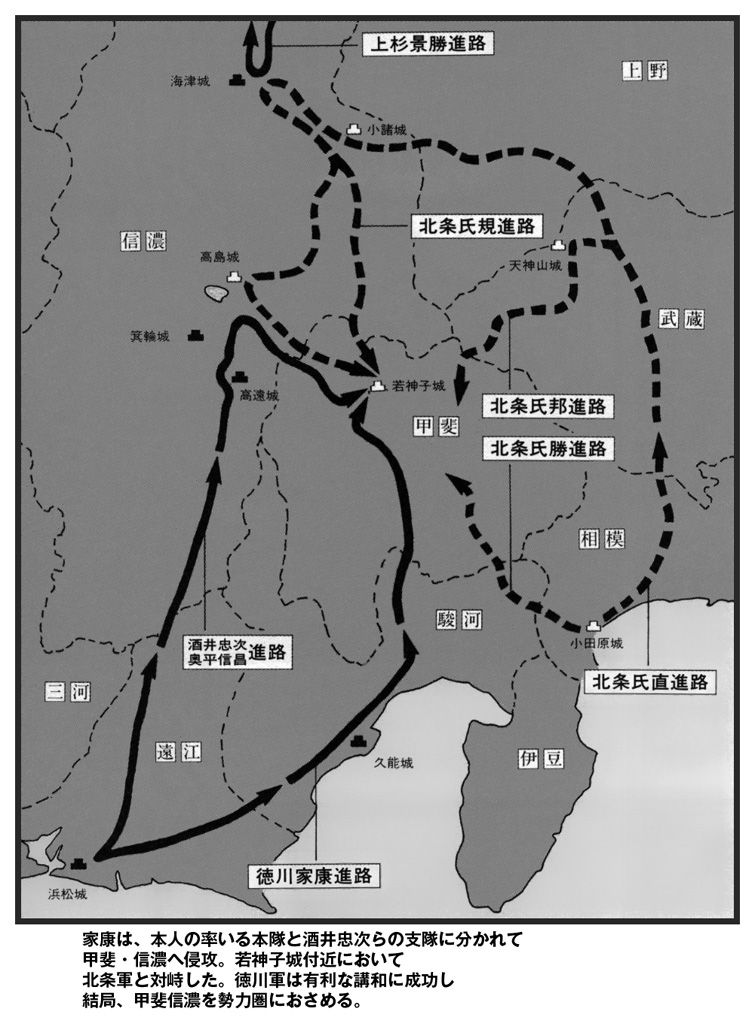 上杉景勝進路
上野
海津城
小諸城
北条氏規進路
信濃
高島城
天神山城
武蔵
箕輪城
若神子城
高遠城
北条氏邦進路
甲斐
北条氏勝進路
相模
駿河
小田原城
酒井忠次
奥平信昌
進路
北条氏直進路
三河
遠江
久能城
伊豆
徳川家康進路
浜松城
家康は、本人の率いる本隊と酒井忠次らの支隊に分かれて
甲斐・信濃へ侵攻。若神子城付近において
北条軍と対峙した。徳川軍は有利な講和に成功し
結局、甲斐信濃を勢力圏におさめる。